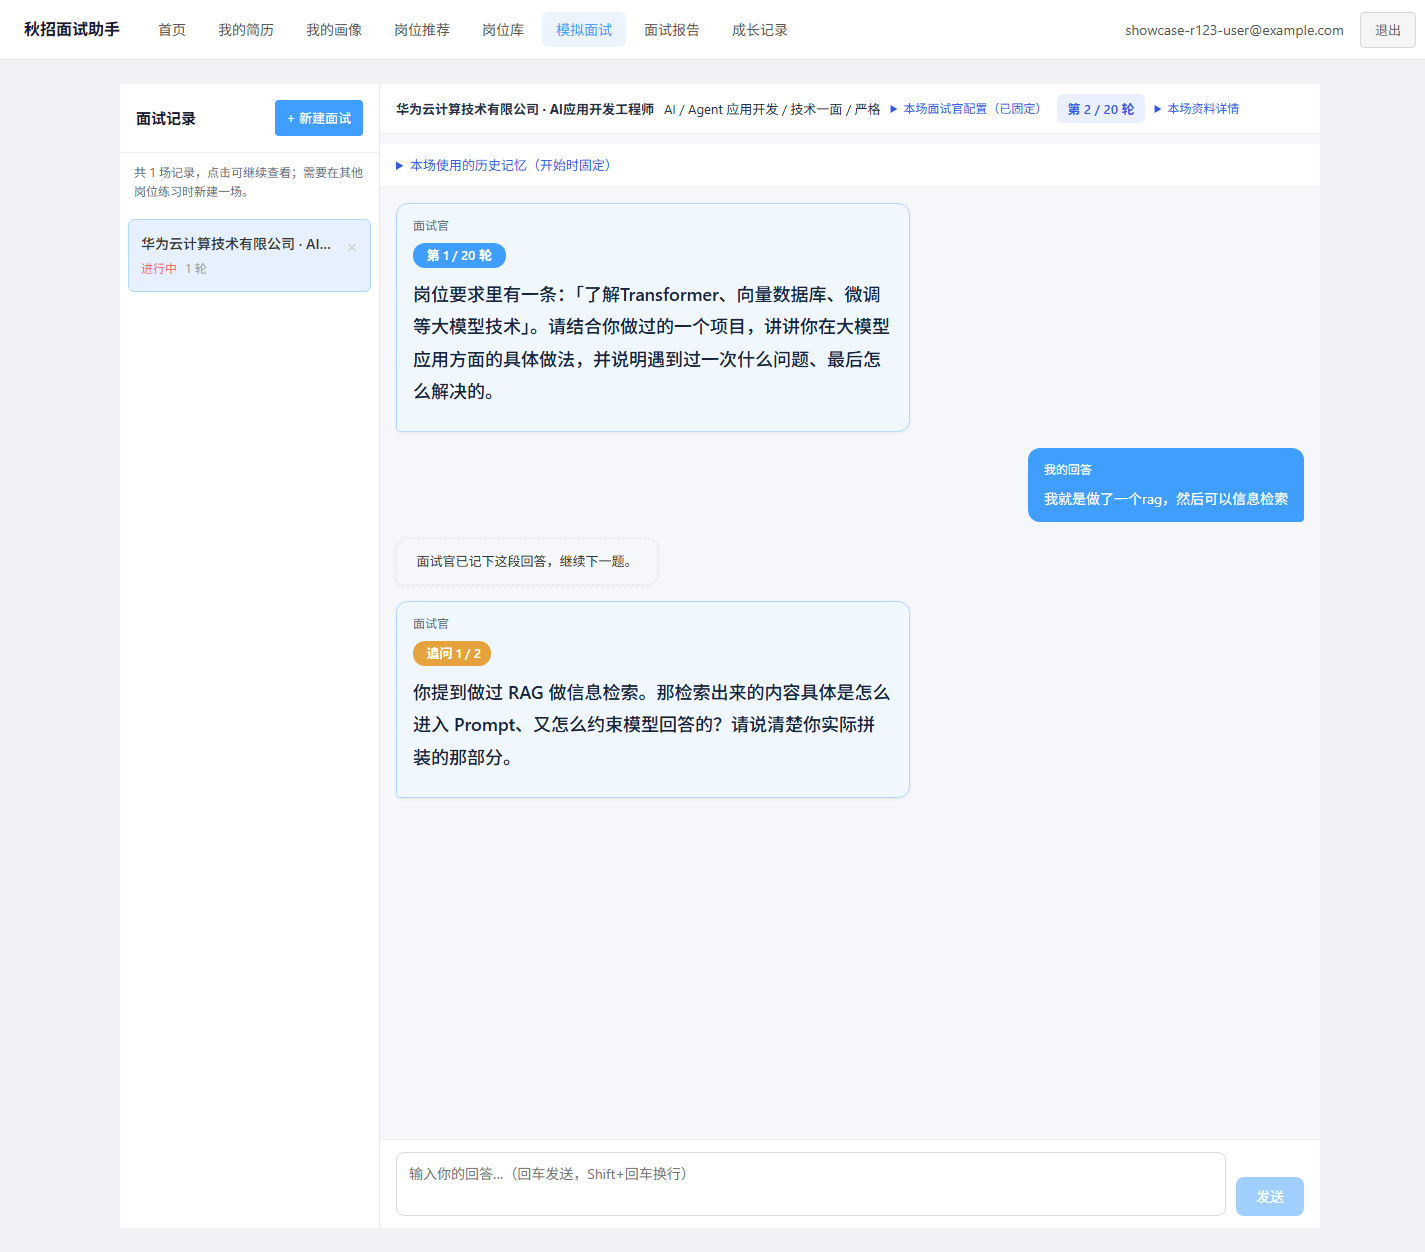 秋招面试助手
首页
我的简历
我的画像
岗位推荐
岗位库
模拟面试
面试报告
成长记录
showcase-r123-user@example.com
退出
面试记录
+ 新建面试
共 1 场记录，点击可继续查看；需要在其他
岗位练习时新建一场。
华为云计算技术有限公司 · AI...
×
进行中 1 轮
华为云计算技术有限公司 · AI应用开发工程师 AI / Agent 应用开发 / 技术一面 / 严格 ▶ 本场面试官配置（已固定） 第 2 / 20 轮 ▶ 本场资料详情
▶ 本场使用的历史记忆（开始时固定）
面试官
第 1 / 20 轮
岗位要求里有一条：「了解Transformer、向量数据库、微调
等大模型技术」。请结合你做过的一个项目，讲讲你在大模型
应用方面的具体做法，并说明遇到过一次什么问题、最后怎
么解决的。
我的回答
我就是做了一个rag，然后可以信息检索
面试官已记下这段回答，继续下一题。
面试官
追问 1 / 2
你提到做过 RAG 做信息检索。那检索出来的内容具体是怎么
进入 Prompt、又怎么约束模型回答的？请说清楚你实际拼
装的那部分。
输入你的回答...（回车发送，Shift+回车换行）
发送